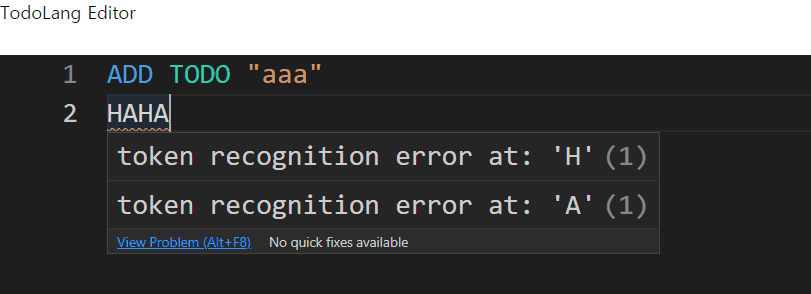 TodoLang Editor
1 ADD TODO "aaa"
2 HAHA
token recognition error at: 'H' (1)
token recognition error at: 'A' (1)
View Problem (Alt+F8) No quick fixes available